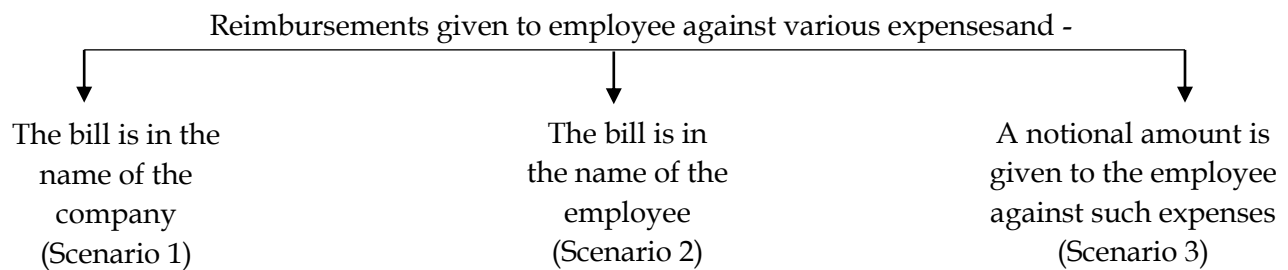 Reimbursements given to employee against various expensesand -
The bill is in the
name of the
company
(Scenario 1)
The bill is in
the name of the
employee
(Scenario 2)
A notional amount is
given to the employee
against such expenses
(Scenario 3)